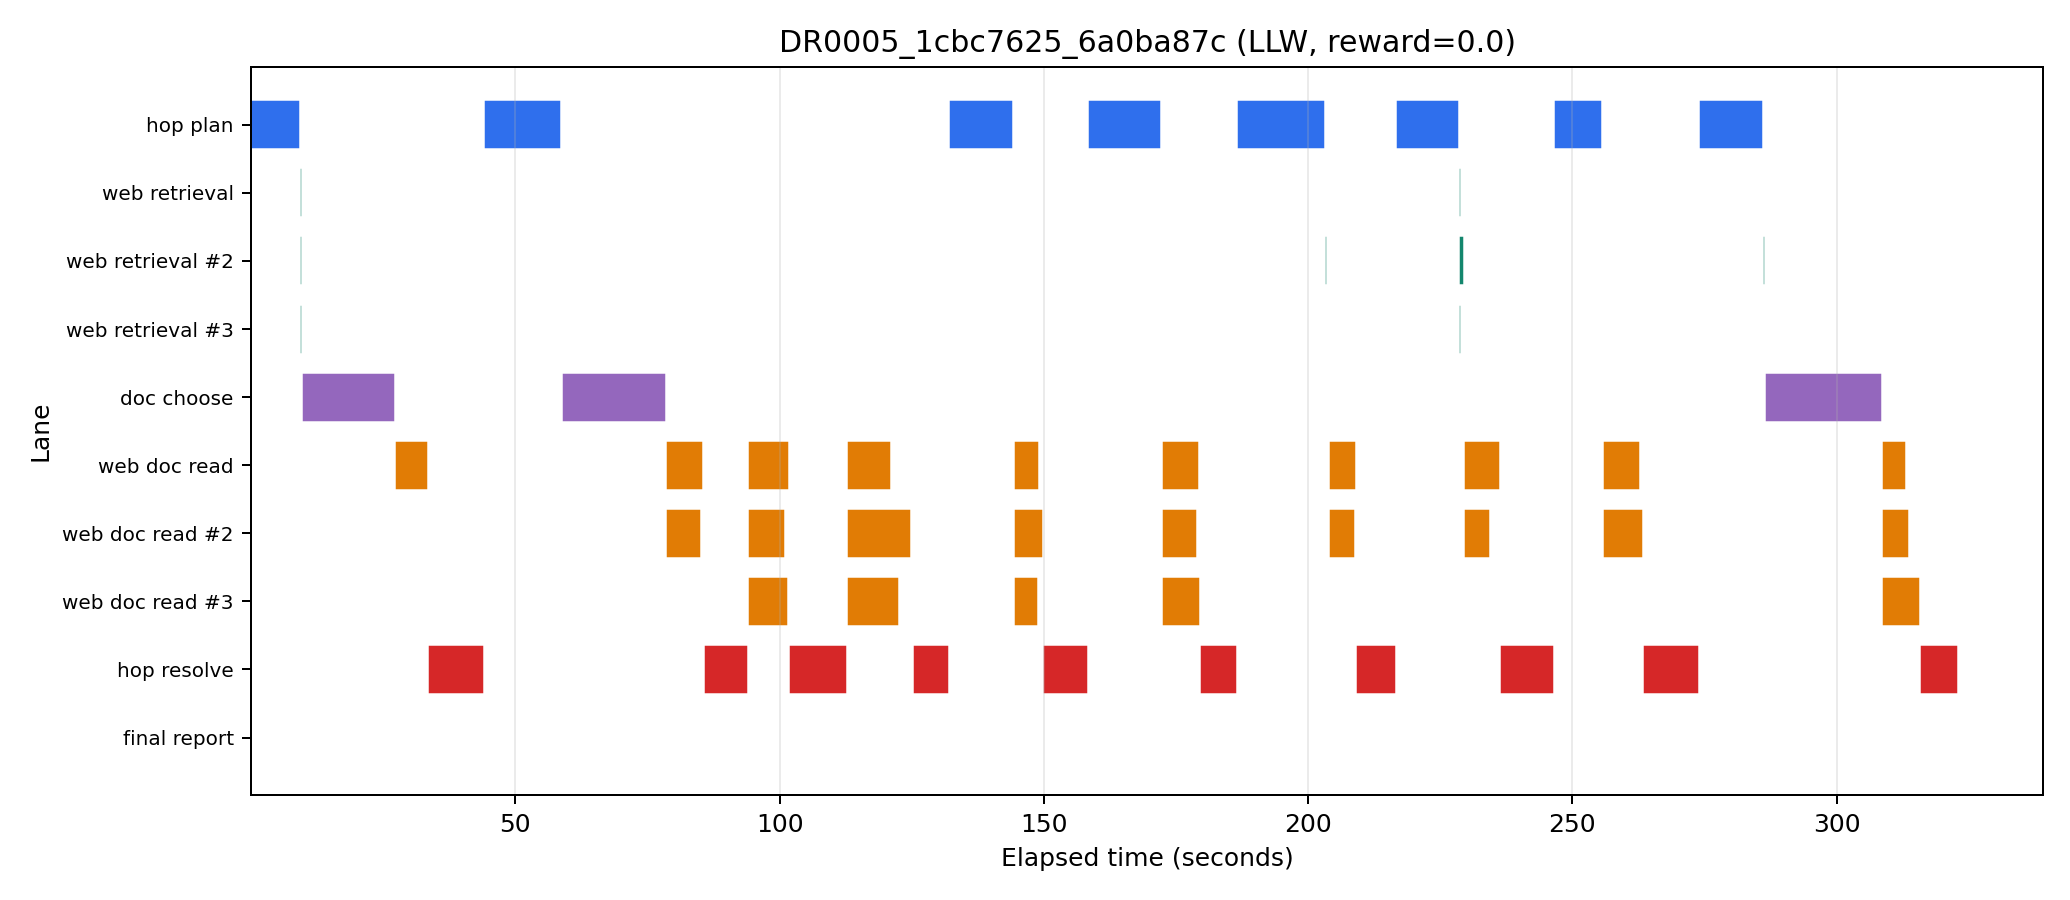 DR0005_1cbc7625_6a0ba87c (LLW, reward=0.0)
hop plan
web retrieval
web retrieval #2
web retrieval #3
doc choose
web doc read
web doc read #2
web doc read #3
hop resolve
final report
Lane
50 100 150 200 250 300
Elapsed time (seconds)